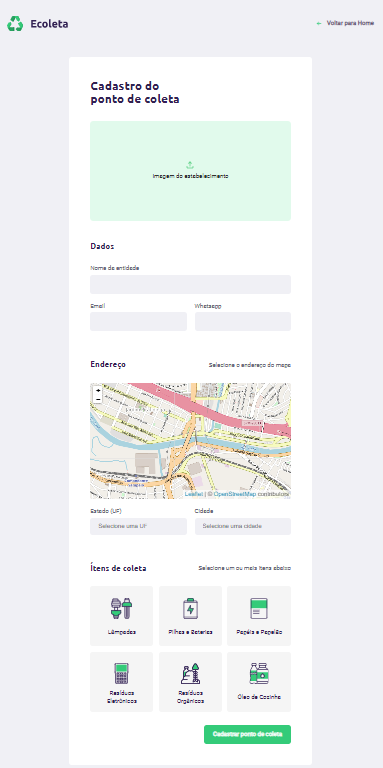 Ecoleta
Voltar para Home
Cadastro do
ponto de coleta
Imagem do estabelecimento
Dados
Nome da entidade
Email
Whatsapp
Endereço
Selecione o endereço do mapa
+
−
Leaflet | © OpenStreetMap contributors
Estado (UF)
Cidade
Selecione uma UF
Selecione uma cidade
Ítens de coleta
Selecione um ou mais itens abaixo
Lâmpadas
Pilhas e Baterias
Papéis e Papelão
Resíduos
Eletrônicos
Resíduos
Orgânicos
Óleo de Cozinha
Cadastrar ponto de coleta